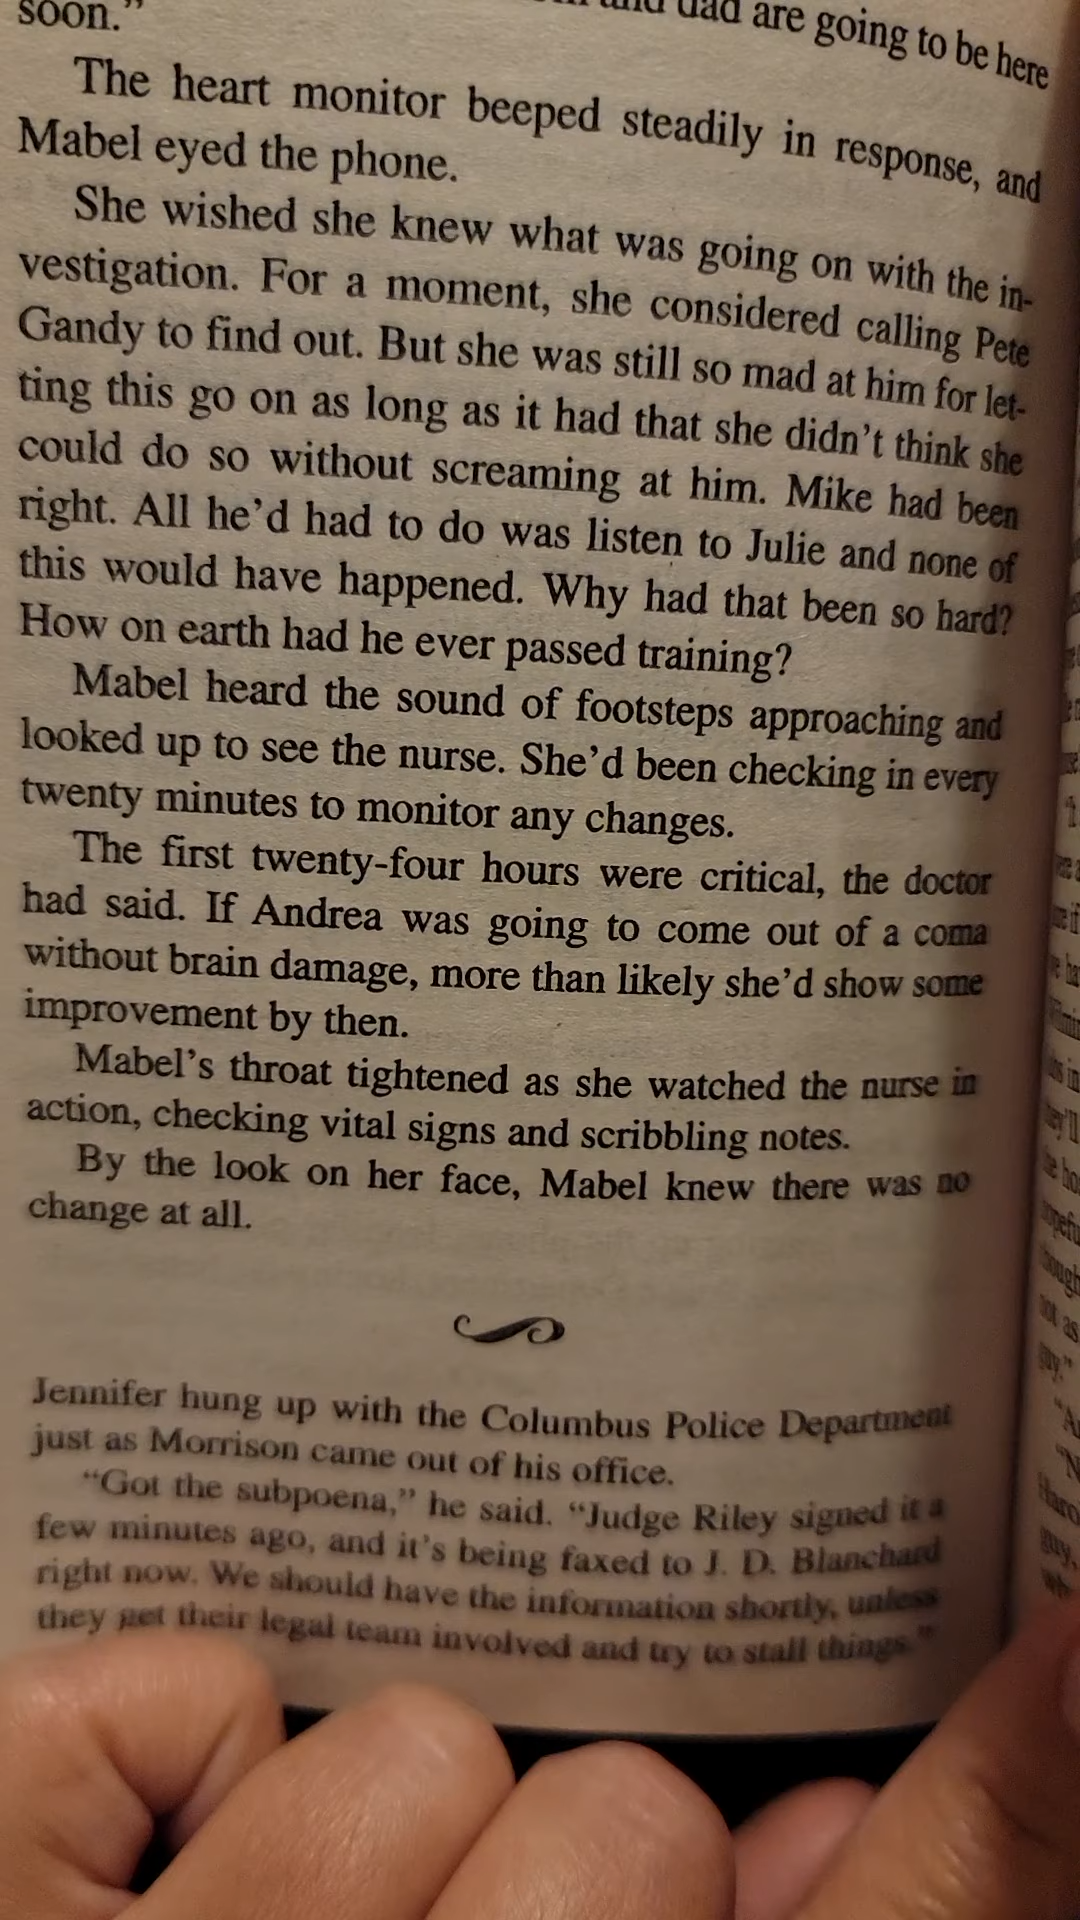 dad are going to be here
soon."
The heart monitor beeped steadily in response, and
Mabel eyed the phone.
She wished she knew what was going on with the in-
vestigation. For a moment, she considered calling Pete
Gandy to find out. But she was still so mad at him for let-
ting this go on as long as it had that she didn't think she
could do so without screaming at him. Mike had been
right. All he'd had to do was listen to Julie and none of
this would have happened. Why had that been so hard?
How on earth had he ever passed training?
Mabel heard the sound of footsteps approaching and
looked up to see the nurse. She'd been checking in every
twenty minutes to monitor any changes.
The first twenty-four hours were critical, the doctor
had said. If Andrea was going to come out of a coma
without brain damage, more than likely she'd show some
improvement by then.
Mabel's throat tightened as she watched the nurse in
action, checking vital signs and scribbling notes.
By the look on her face, Mabel knew there was no
change at all.
Jennifer hung up with the Columbus Police Department
just as Morrison came out of his office.
"Got the subpoena," he said. "Judge Riley signed it a
few minutes ago, and it's being faxed to J. D. Blanchard
right now. We should have the information shortly, unless
they get their legal team involved and try to stall things."